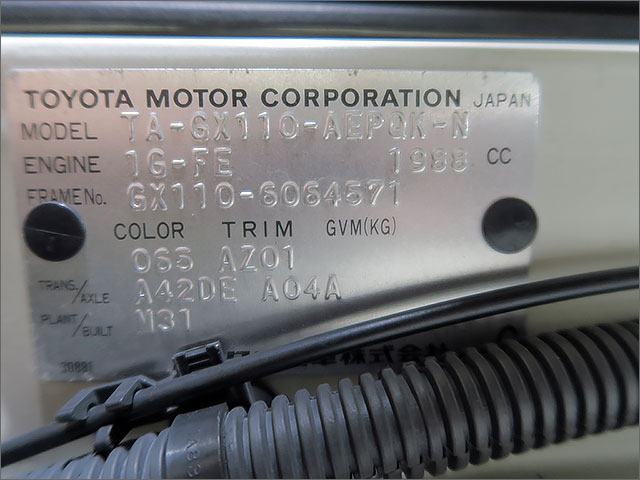 TOYOTA MOTOR CORPORATION JAPAN
MODEL TA-GX110-AEPQK-N
ENGINE 1G-FE 1988 CC
FRAME No. GX110-6064571
COLOR TRIM GVM(KG)
065 AZ01
TRANS./AXLE A42DE A04A
PLANT/BUILT M31